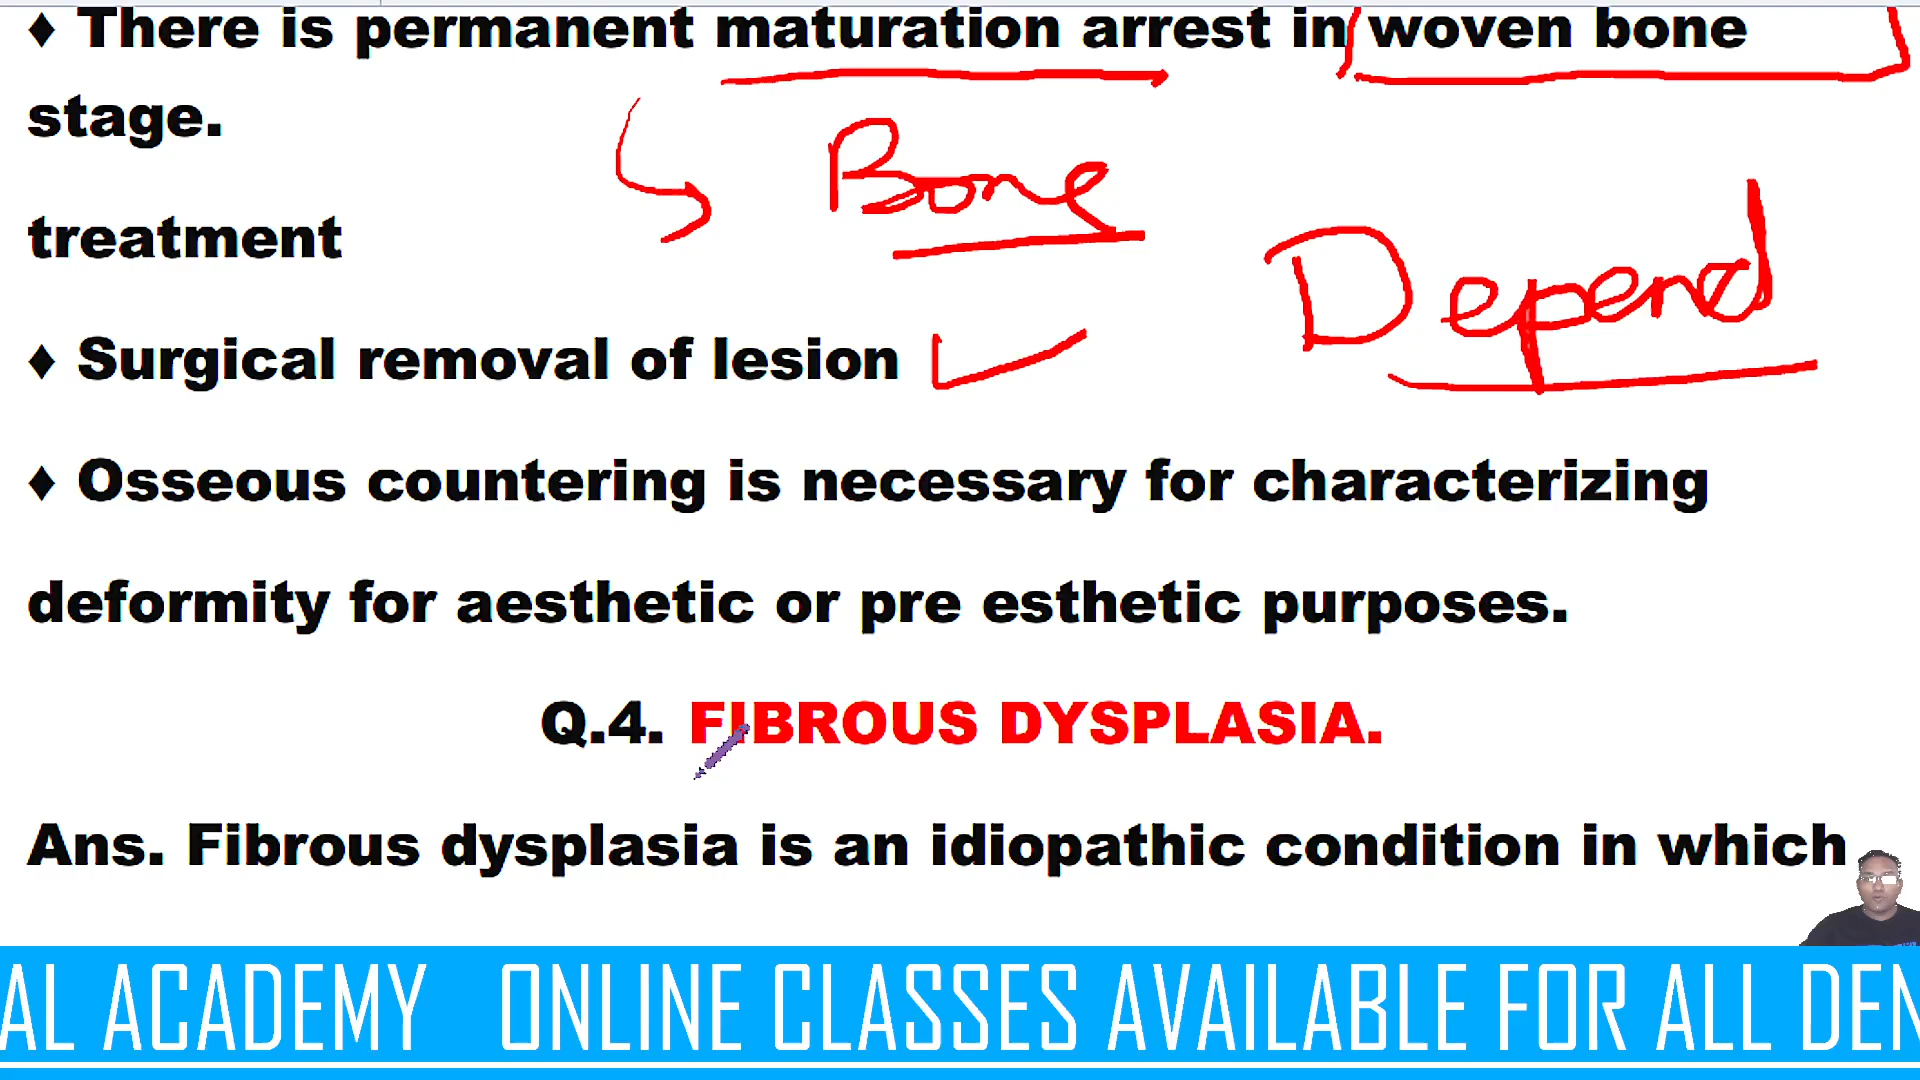 ♦ There is permanent maturation arrest in woven bone
stage.
Bone
treatment
Depend
♦ Surgical removal of lesion
♦ Osseous countering is necessary for characterizing
deformity for aesthetic or pre esthetic purposes.
Q.4. FIBROUS DYSPLASIA.
Ans. Fibrous dysplasia is an idiopathic condition in which
AL ACADEMY ONLINE CLASSES AVAILABLE FOR ALL DEN